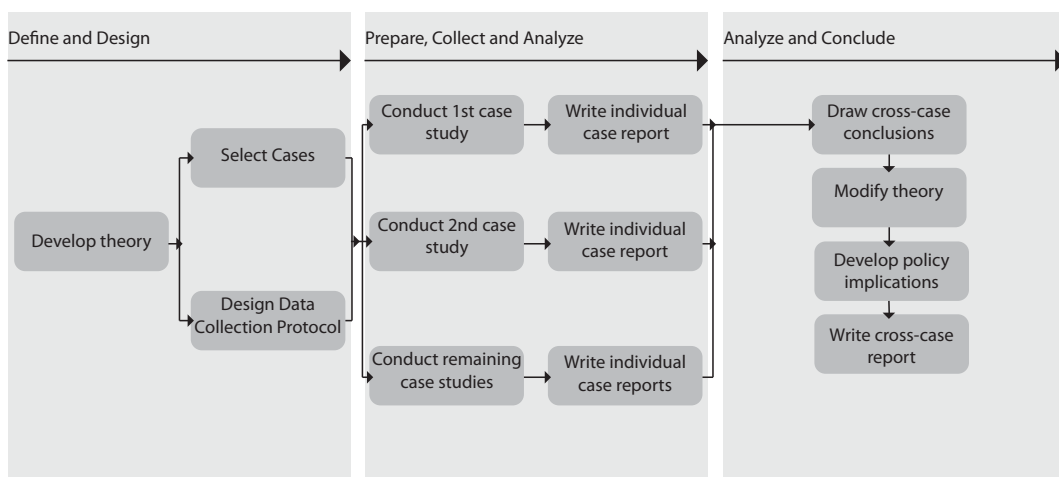 Define and Design
Prepare, Collect and Analyze
Analyze and Conclude
Develop theory
Select Cases
Design Data
Collection Protocol
Conduct 1st case
study
Write individual
case report
Conduct 2nd case
study
Write individual
case report
Conduct remaining
case studies
Write individual
case reports
Draw cross-case
conclusions
Modify theory
Develop policy
implications
Write cross-case
report